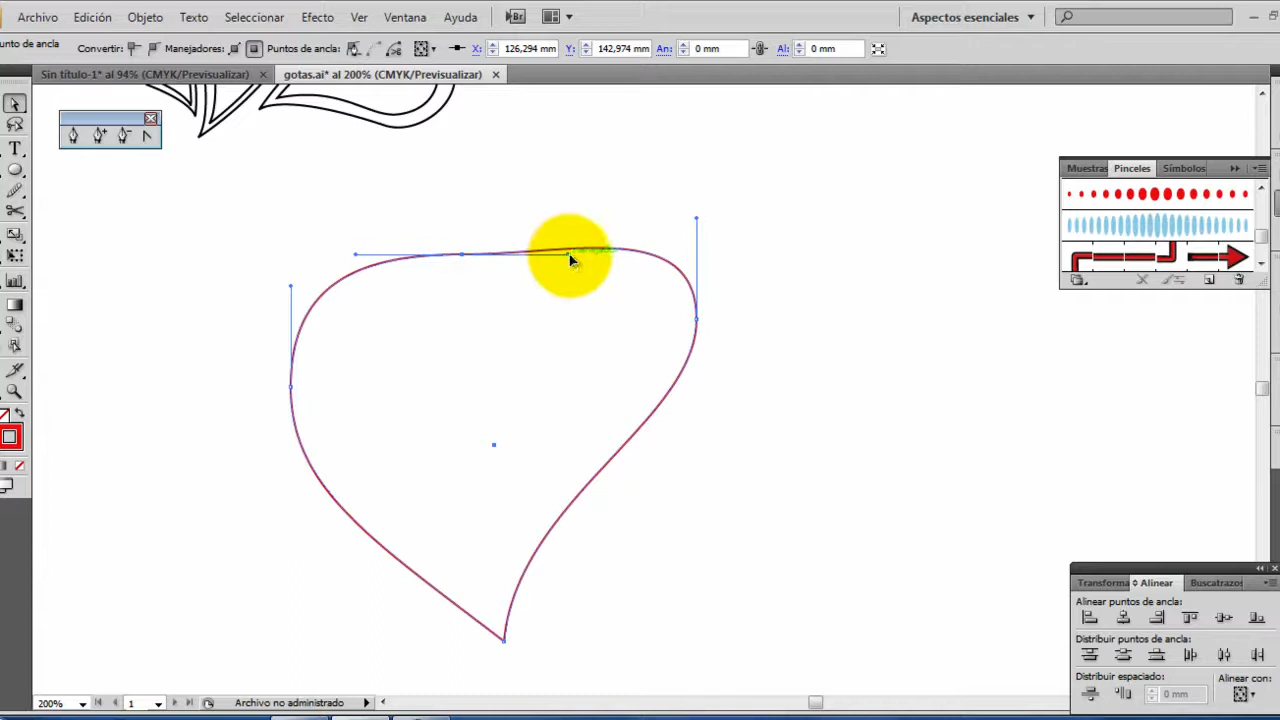 Archivo Edición Objeto Texto Seleccionar Efecto Ver Ventana Ayuda Br Aspectos esenciales
unto de ancla Convertir: Manejadores: Puntos de ancla: X: 126,294 mm Y: 142,974 mm An: 0 mm Al: 0 mm
Sin título-1* al 94% (CMYK/Previsualizar) gotas.ai* al 200% (CMYK/Previsualizar)
Muestras Pinceles Símbolos
T
Transforma Alinear Buscatrazos
Alinear puntos de ancla:
Distribuir puntos de ancla:
Distribuir espaciado: Alinear con:
0 mm
200% 1 Archivo no administrado